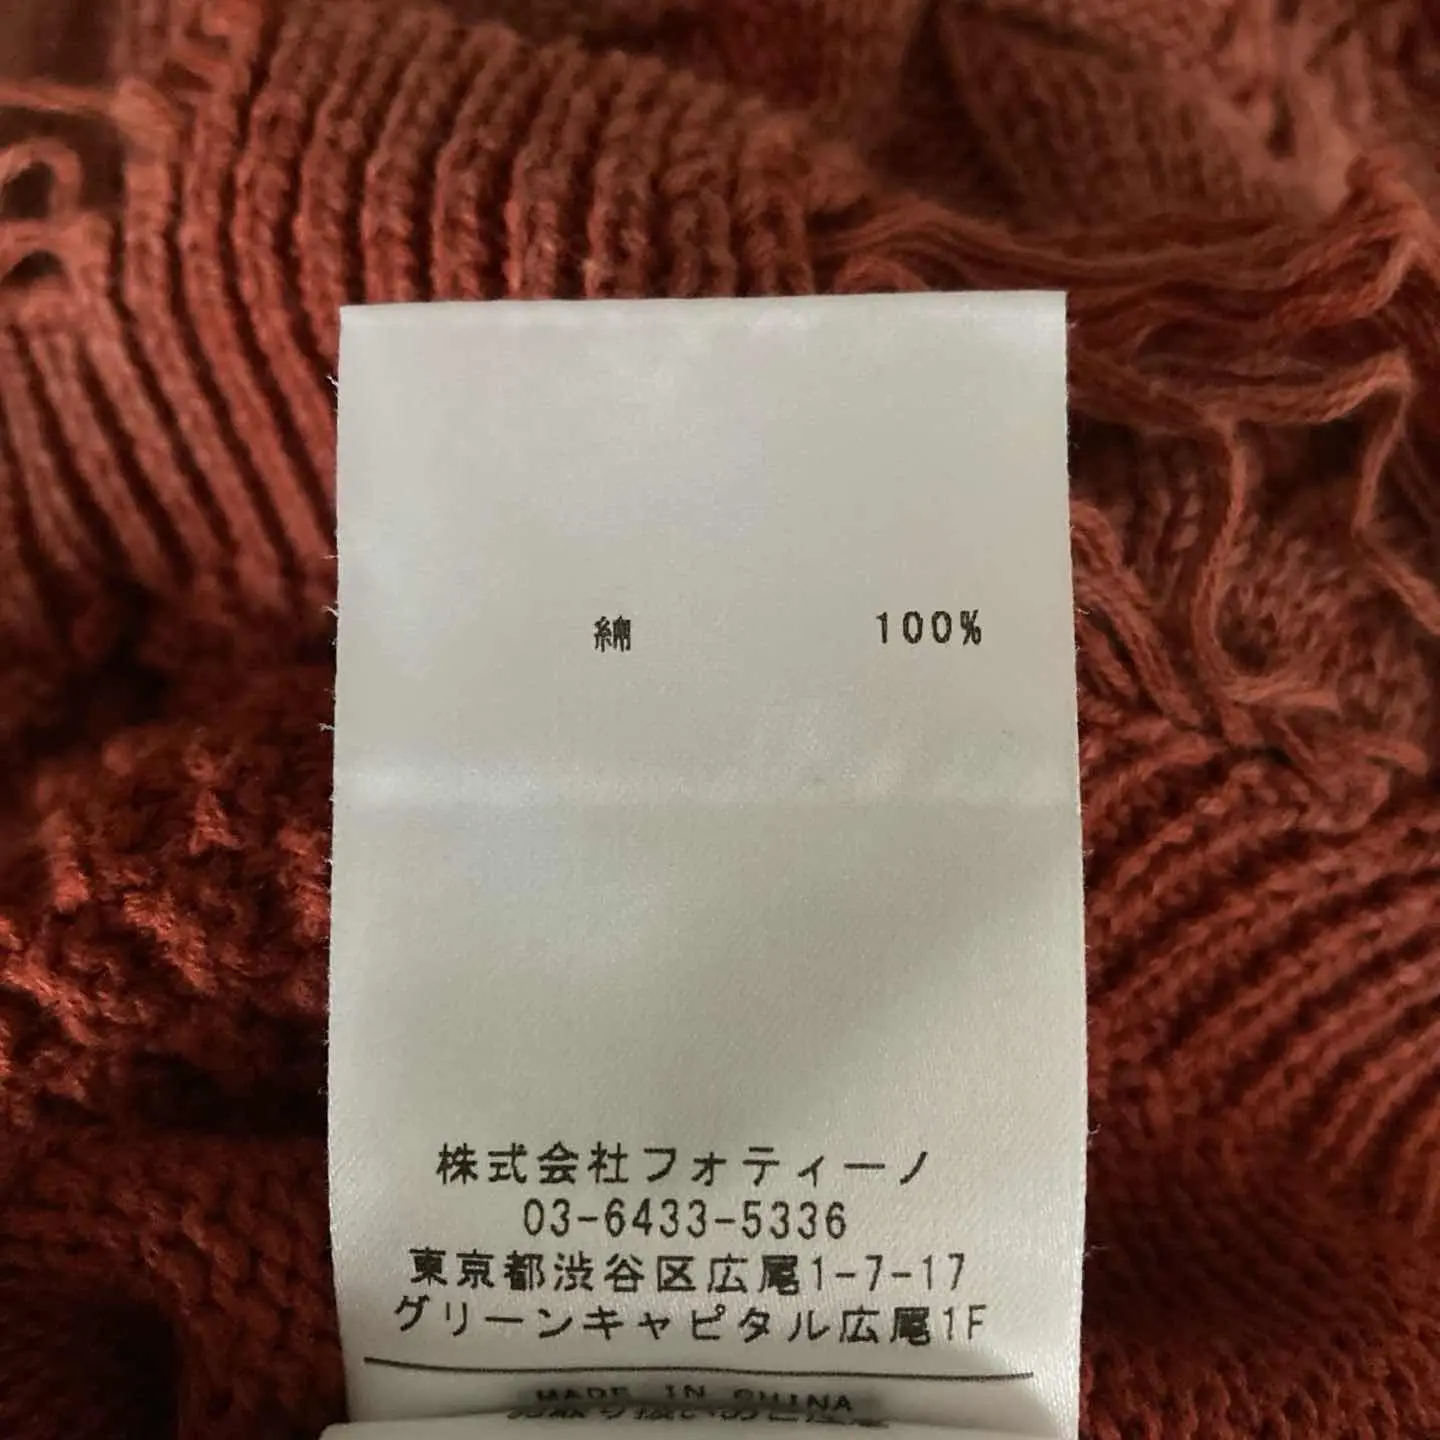 綿 100%
株式会社フォティーノ
03-6433-5336
東京都渋谷区広尾1-7-17
グリーンキャピタル広尾1F
MADE IN CHINA